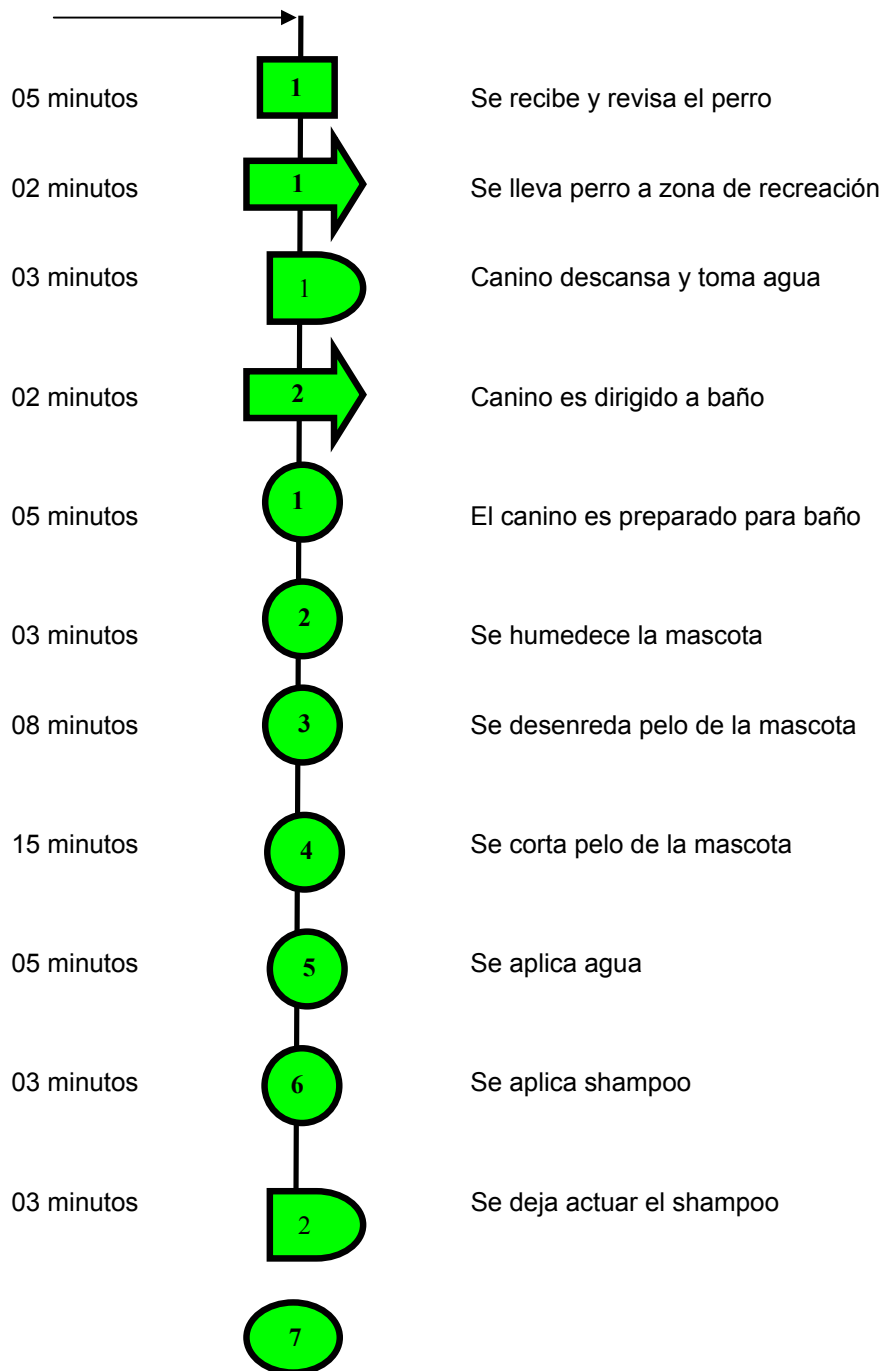 05 minutos 1 Se recibe y revisa el perro
02 minutos 1 Se lleva perro a zona de recreación
03 minutos 1 Canino descansa y toma agua
02 minutos 2 Canino es dirigido a baño
05 minutos 1 El canino es preparado para baño
03 minutos 2 Se humedece la mascota
08 minutos 3 Se desenreda pelo de la mascota
15 minutos 4 Se corta pelo de la mascota
05 minutos 5 Se aplica agua
03 minutos 6 Se aplica shampoo
03 minutos 2 Se deja actuar el shampoo
7